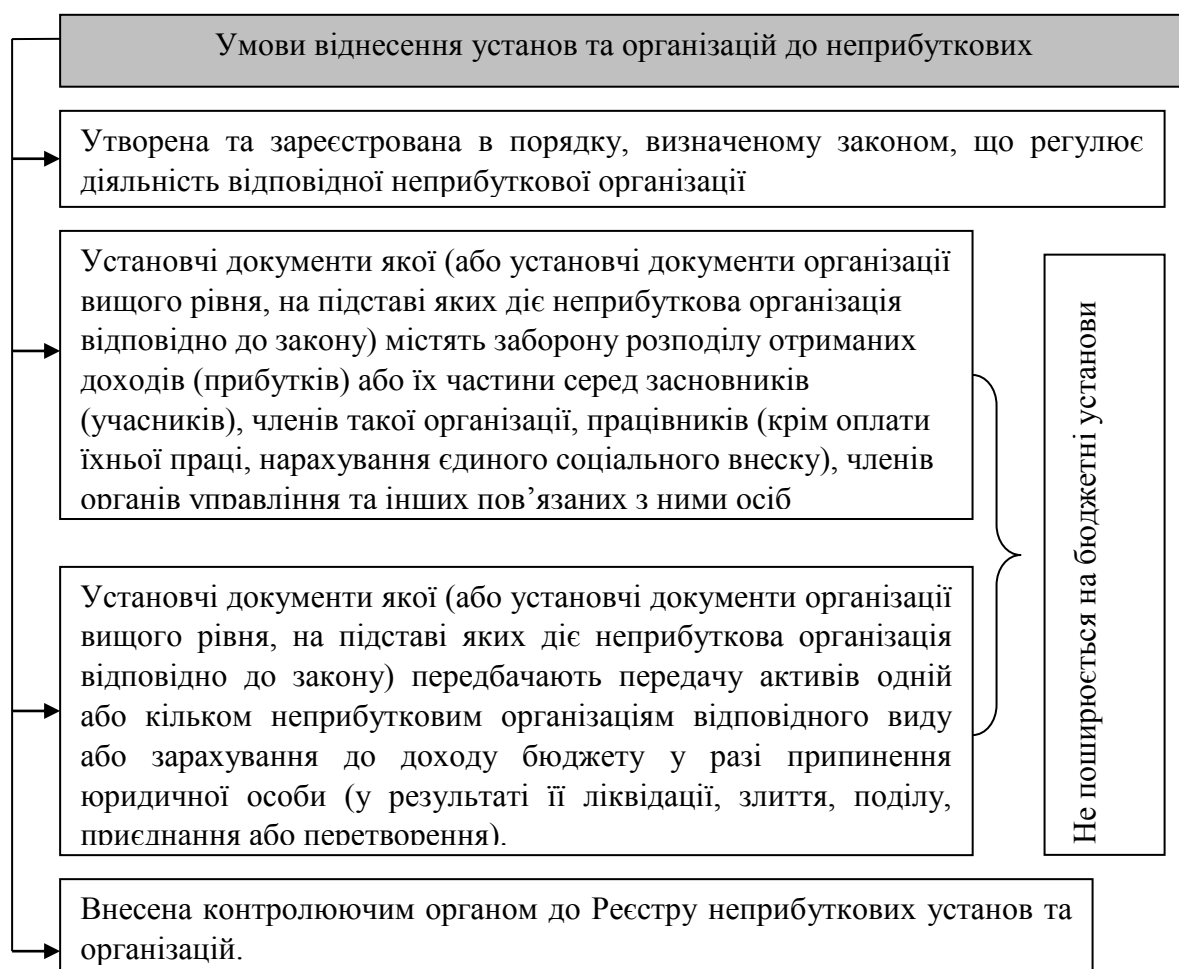 Умови віднесення установ та організацій до неприбуткових
Утворена та зареєстрована в порядку, визначеному законом, що регулює
діяльність відповідної неприбуткової організації
Установчі документи якої (або установчі документи організації
вищого рівня, на підставі яких діє неприбуткова організація
відповідно до закону) містять заборону розподілу отриманих
доходів (прибутків) або їх частини серед засновників
(учасників), членів такої організації, працівників (крім оплати
їхньої праці, нарахування єдиного соціального внеску), членів
органів управління та інших пов’язаних з ними осіб
Установчі документи якої (або установчі документи організації
вищого рівня, на підставі яких діє неприбуткова організація
відповідно до закону) передбачають передачу активів одній
або кільком неприбутковим організаціям відповідного виду
або зарахування до доходу бюджету у разі припинення
юридичної особи (у результаті її ліквідації, злиття, поділу,
приєднання або перетворення).
Не поширюється на бюджетні установи
Внесена контролюючим органом до Реєстру неприбуткових установ та
організацій.